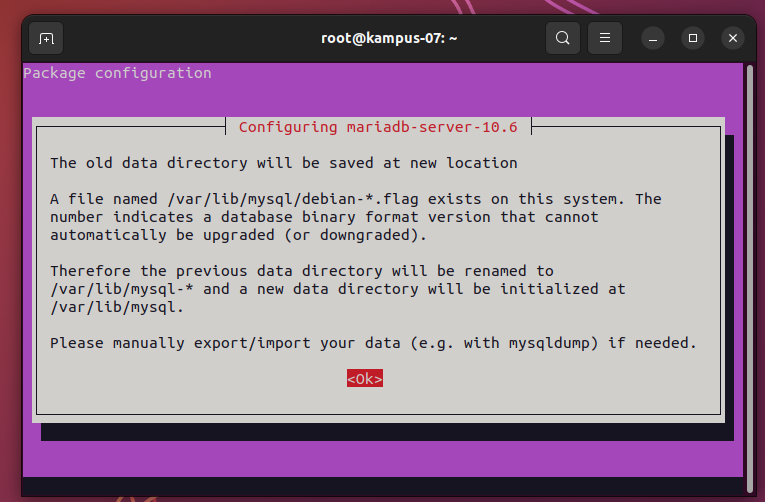 root@kampus-07: ~
Package configuration
Configuring mariadb-server-10.6
The old data directory will be saved at new location
A file named /var/lib/mysql/debian-*.flag exists on this system. The
number indicates a database binary format version that cannot
automatically be upgraded (or downgraded).
Therefore the previous data directory will be renamed to
/var/lib/mysql-* and a new data directory will be initialized at
/var/lib/mysql.
Please manually export/import your data (e.g. with mysqldump) if needed.
<Ok>